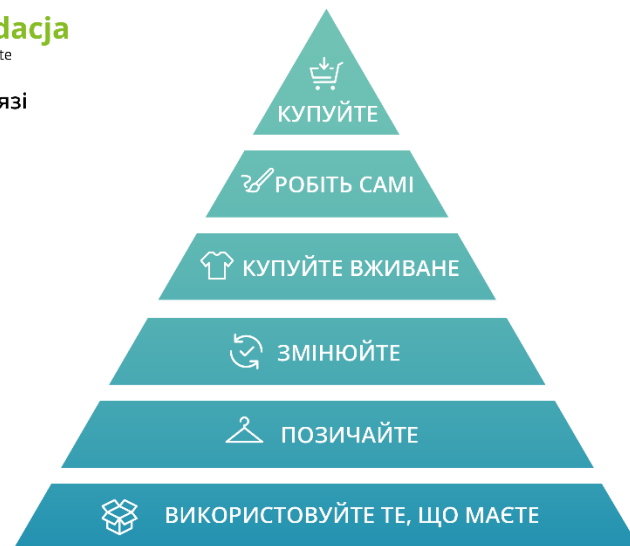 dacja
te
язі
КУПУЙТЕ
РОБІТЬ САМІ
КУПУЙТЕ ВЖИВАНЕ
ЗМІНЮЙТЕ
ПОЗИЧАЙТЕ
ВИКОРИСТОВУЙТЕ ТЕ, ЩО МАЄТЕ